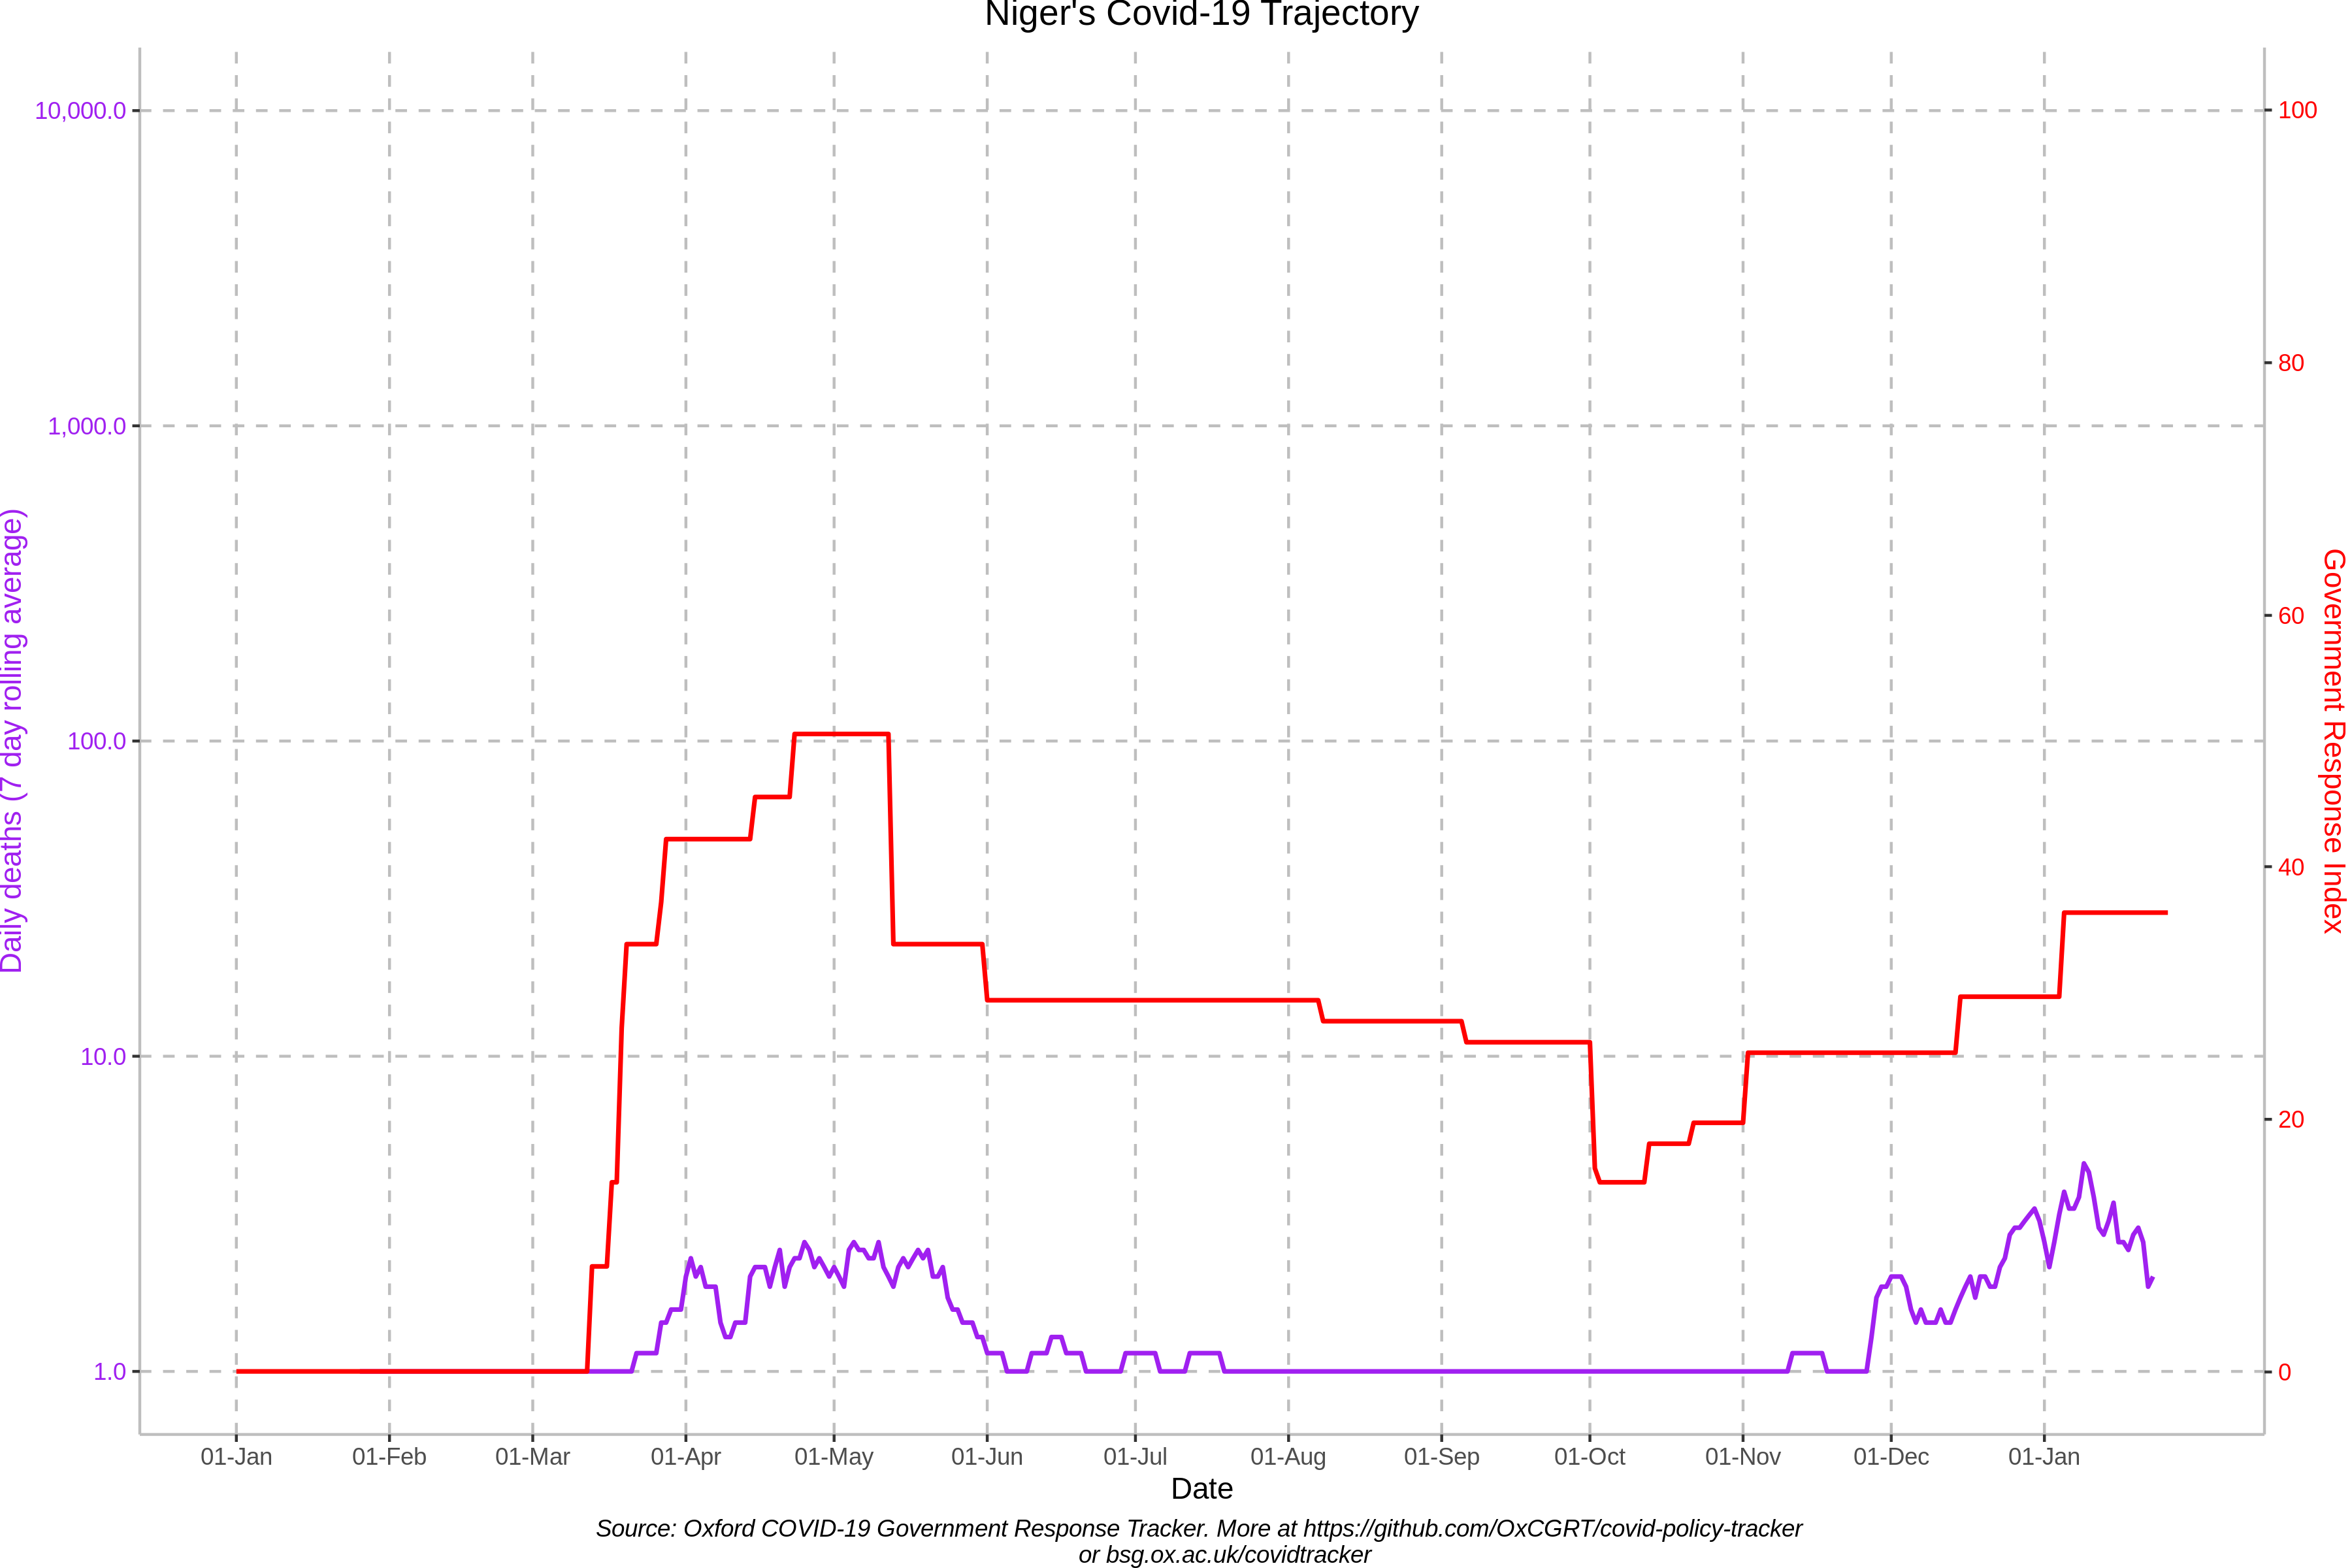 Niger's Covid-19 Trajectory
10,000.0
1,000.0
100.0
10.0
1.0
Daily deaths (7 day rolling average)
100
80
60
40
20
0
Government Response Index
01-Jan 01-Feb 01-Mar 01-Apr 01-May 01-Jun 01-Jul 01-Aug 01-Sep 01-Oct 01-Nov 01-Dec 01-Jan
Date
Source: Oxford COVID-19 Government Response Tracker. More at https://github.com/OxCGRT/covid-policy-tracker
or bsg.ox.ac.uk/covidtracker